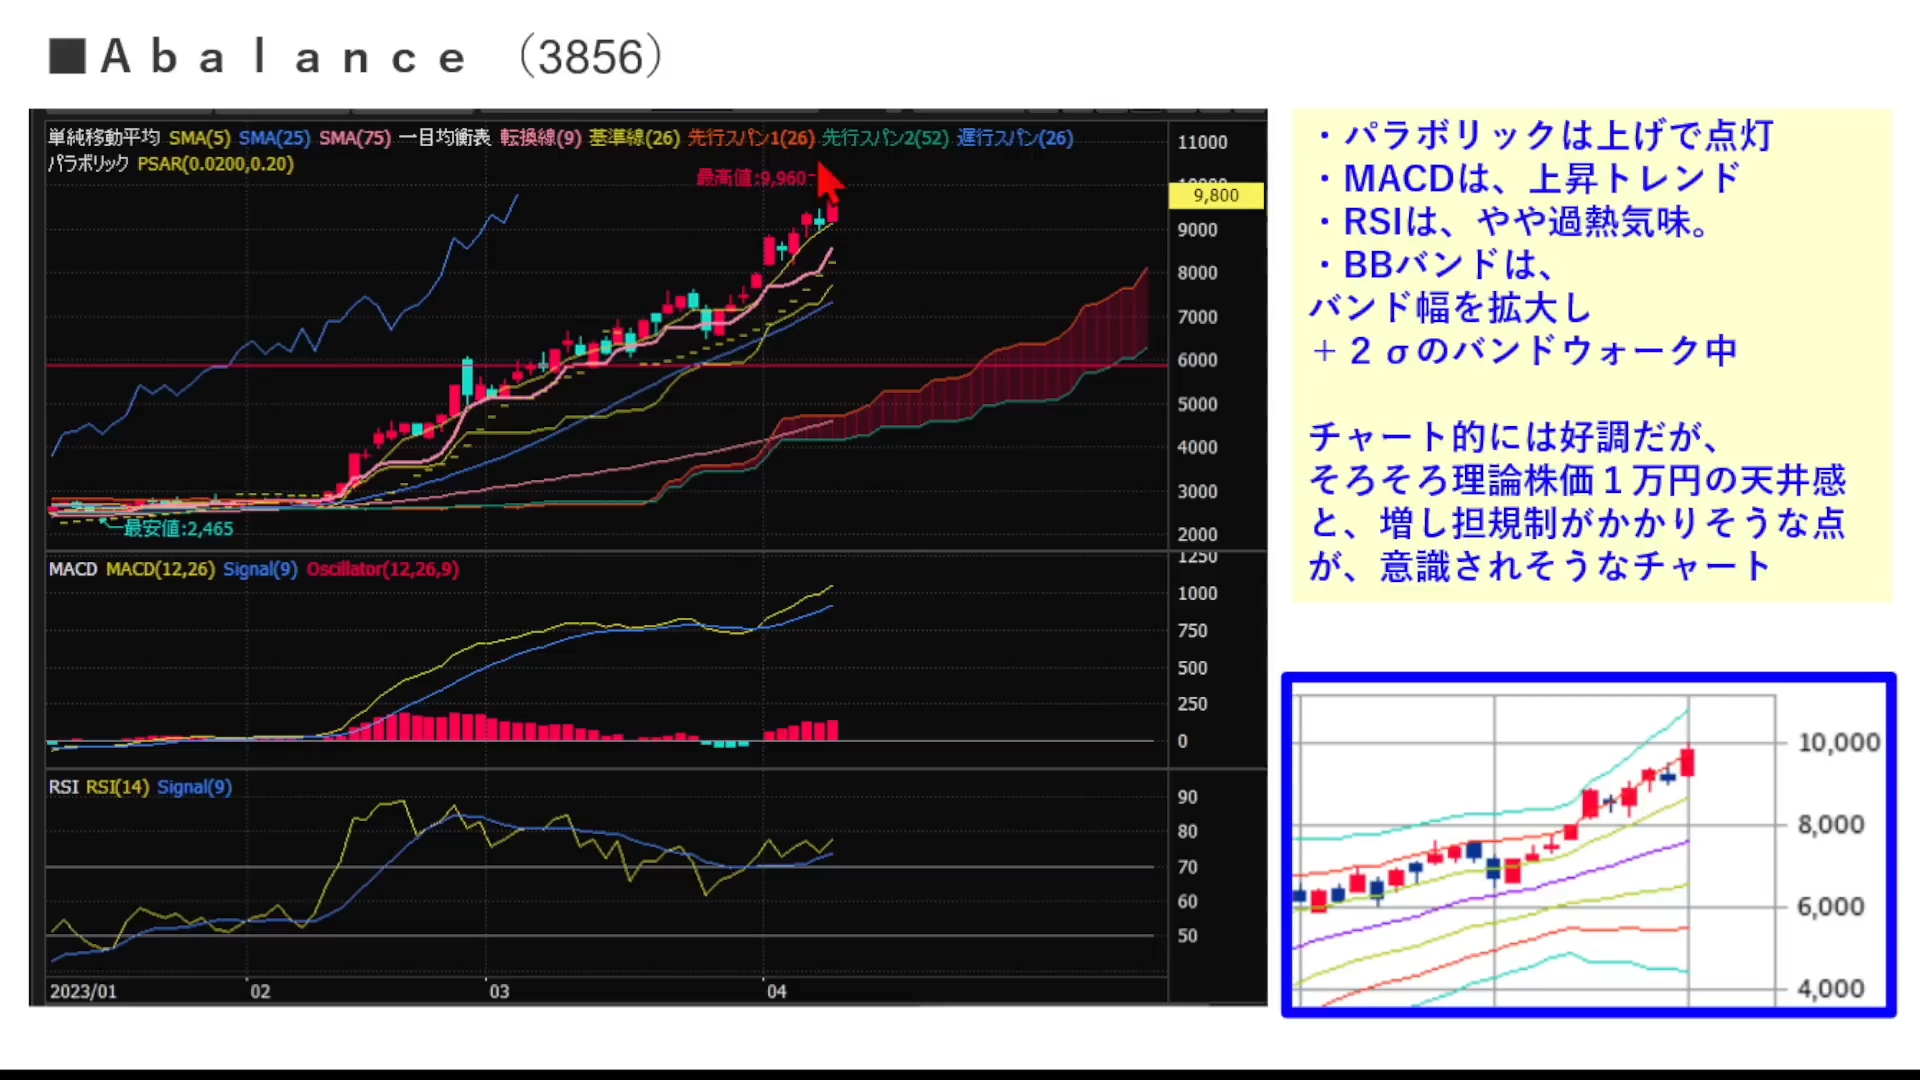 ■Ａｂａｌａｎｃｅ（3856）
単純移動平均 SMA(5) SMA(25) SMA(75) 一目均衡表 転換線(9) 基準線(26) 先行スパン1(26) 先行スパン2(52) 遅行スパン(26)
パラボリック PSAR(0.0200,0.20)
最高値:9,960
最安値:2,465
11000
9,800
9000
8000
7000
6000
5000
4000
3000
2000
MACD MACD(12,26) Signal(9) Oscillator(12,26,9)
1250
1000
750
500
250
0
RSI RSI(14) Signal(9)
90
80
70
60
50
2023/01 02 03 04
・パラボリックは上げで点灯
・MACDは、上昇トレンド
・RSIは、やや過熱気味。
・BBバンドは、
バンド幅を拡大し
＋２σのバンドウォーク中
チャート的には好調だが、
そろそろ理論株価１万円の天井感
と、増し担規制がかかりそうな点
が、意識されそうなチャート
10,000
8,000
6,000
4,000